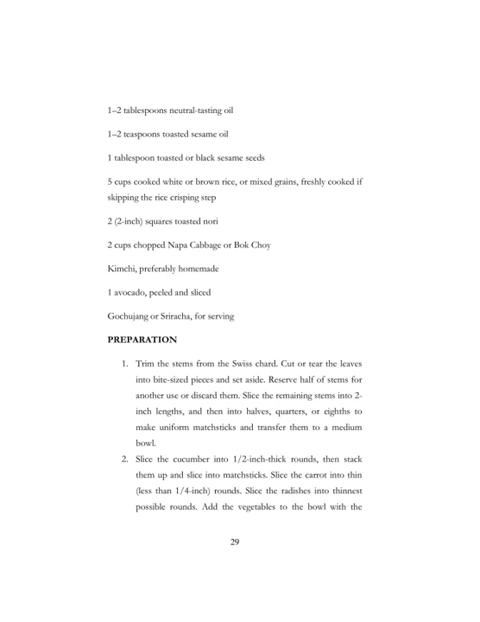 1–2 tablespoons neutral-tasting oil
1–2 teaspoons toasted sesame oil
1 tablespoon toasted or black sesame seeds
5 cups cooked white or brown rice, or mixed grains, freshly cooked if
skipping the rice crisping step
2 (2-inch) squares toasted nori
2 cups chopped Napa Cabbage or Bok Choy
Kimchi, preferably homemade
1 avocado, peeled and sliced
Gochujang or Sriracha, for serving
PREPARATION
1. Trim the stems from the Swiss chard. Cut or tear the leaves
into bite-sized pieces and set aside. Reserve half of stems for
another use or discard them. Slice the remaining stems into 2-
inch lengths, and then into halves, quarters, or eighths to
make uniform matchsticks and transfer them to a medium
bowl.
2. Slice the cucumber into 1/2-inch-thick rounds, then stack
them up and slice into matchsticks. Slice the carrot into thin
(less than 1/4-inch) rounds. Slice the radishes into thinnest
possible rounds. Add the vegetables to the bowl with the
29